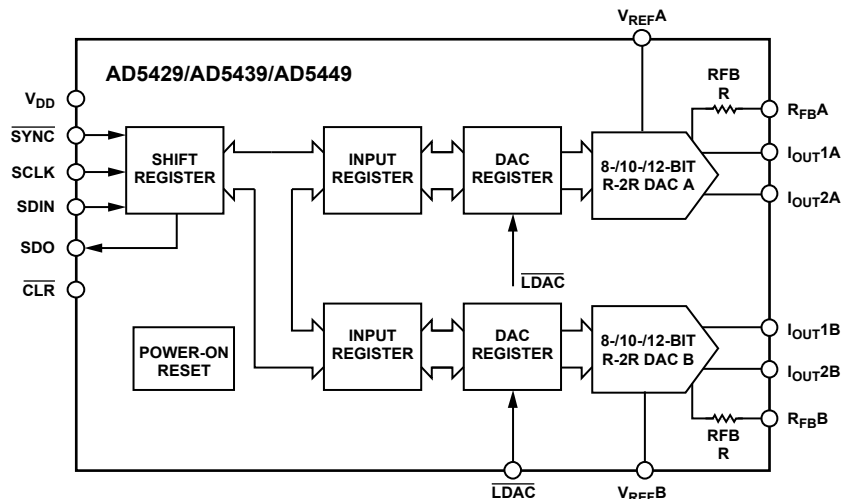 VREFA
AD5429/AD5439/AD5449
RFB
R
VDD
RFBA
SYNC
SHIFT
REGISTER
INPUT
REGISTER
DAC
REGISTER
8-/10-/12-BIT
R-2R DAC A
IOUT1A
SCLK
SDIN
IOUT2A
SDO
LDAC
CLR
POWER-ON
RESET
INPUT
REGISTER
DAC
REGISTER
8-/10-/12-BIT
R-2R DAC B
IOUT1B
IOUT2B
RFBB
RFB
R
LDAC
VREFB